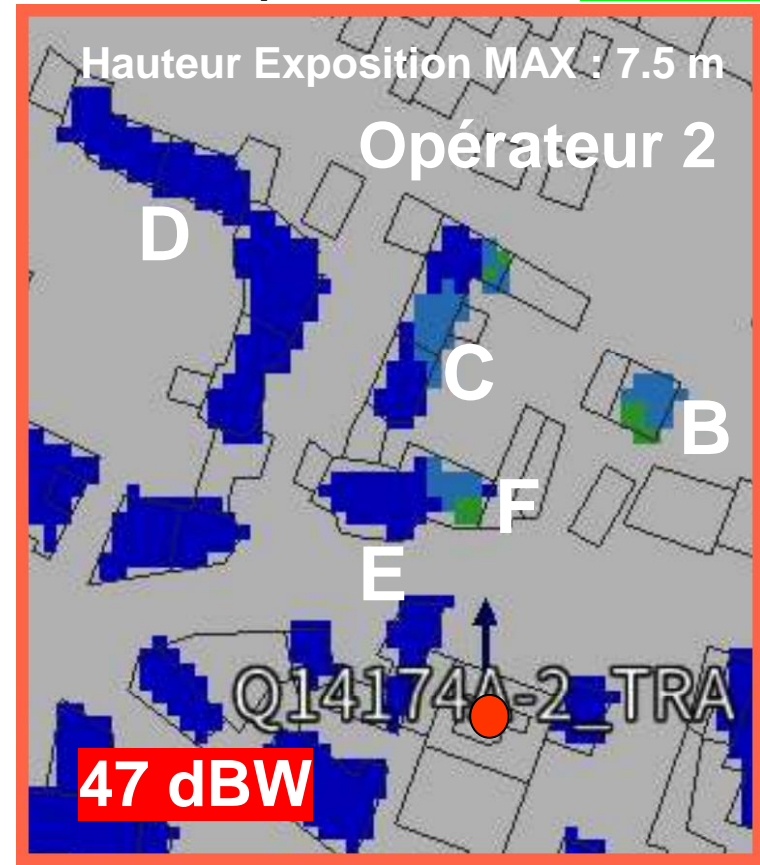 Hauteur Exposition MAX : 7.5 m
Opérateur 2
D
C
B
F
E
Q14174A-2_TRA
47 dBW